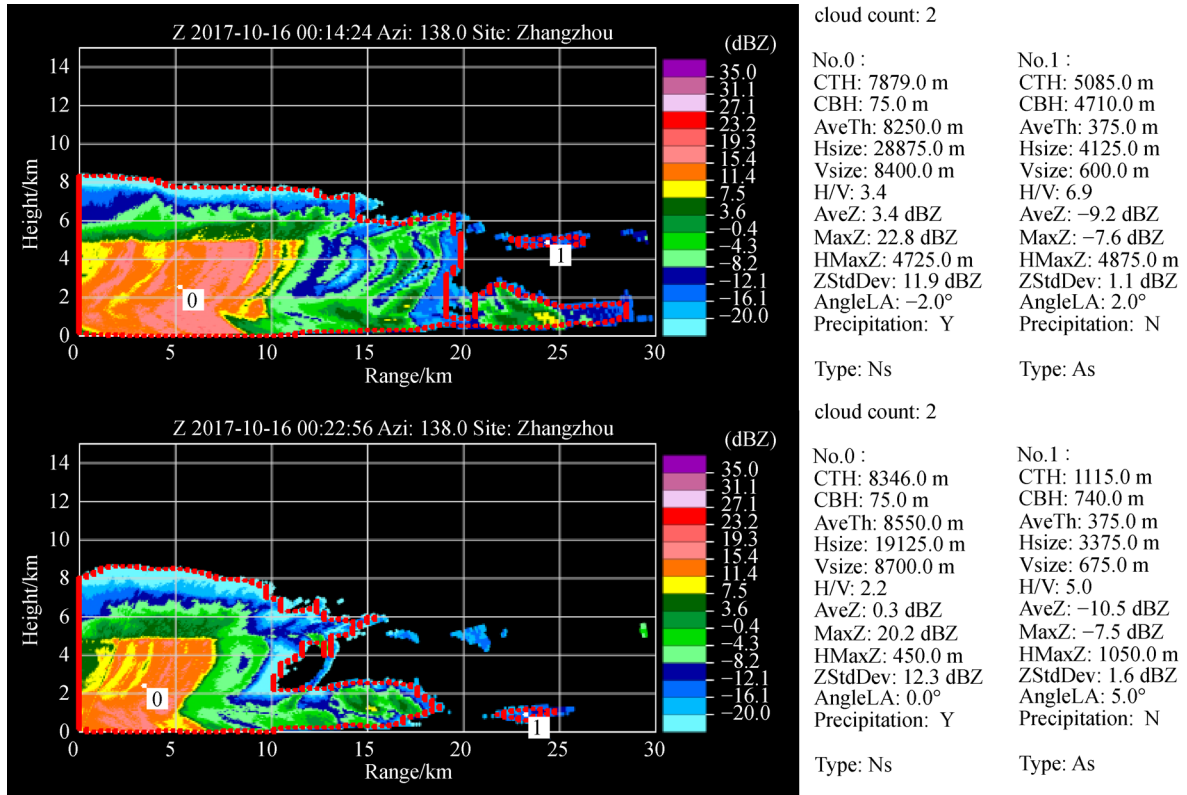 Z 2017-10-16 00:14:24 Azi: 138.0 Site: Zhangzhou
(dBZ)
35.0
31.1
27.1
23.2
19.3
15.4
11.4
7.5
3.6
−0.4
−4.3
−8.2
−12.1
−16.1
−20.0
Height/km
14
12
10
8
6
4
2
0
0
1
0
5
10
15
20
25
30
Range/km
cloud count: 2
No.0 :
CTH: 7879.0 m
CBH: 75.0 m
AveTh: 8250.0 m
Hsize: 28875.0 m
Vsize: 8400.0 m
H/V: 3.4
AveZ: 3.4 dBZ
MaxZ: 22.8 dBZ
HMaxZ: 4725.0 m
ZStdDev: 11.9 dBZ
AngleLA: −2.0°
Precipitation: Y
Type: Ns
No.1 :
CTH: 5085.0 m
CBH: 4710.0 m
AveTh: 375.0 m
Hsize: 4125.0 m
Vsize: 600.0 m
H/V: 6.9
AveZ: −9.2 dBZ
MaxZ: −7.6 dBZ
HMaxZ: 4875.0 m
ZStdDev: 1.1 dBZ
AngleLA: 2.0°
Precipitation: N
Type: As
Z 2017-10-16 00:22:56 Azi: 138.0 Site: Zhangzhou
(dBZ)
35.0
31.1
27.1
23.2
19.3
15.4
11.4
7.5
3.6
−0.4
−4.3
−8.2
−12.1
−16.1
−20.0
Height/km
14
12
10
8
6
4
2
0
0
1
0
5
10
15
20
25
30
Range/km
cloud count: 2
No.0 :
CTH: 8346.0 m
CBH: 75.0 m
AveTh: 8550.0 m
Hsize: 19125.0 m
Vsize: 8700.0 m
H/V: 2.2
AveZ: 0.3 dBZ
MaxZ: 20.2 dBZ
HMaxZ: 450.0 m
ZStdDev: 12.3 dBZ
AngleLA: 0.0°
Precipitation: Y
Type: Ns
No.1 :
CTH: 1115.0 m
CBH: 740.0 m
AveTh: 375.0 m
Hsize: 3375.0 m
Vsize: 675.0 m
H/V: 5.0
AveZ: −10.5 dBZ
MaxZ: −7.5 dBZ
HMaxZ: 1050.0 m
ZStdDev: 1.6 dBZ
AngleLA: 5.0°
Precipitation: N
Type: As